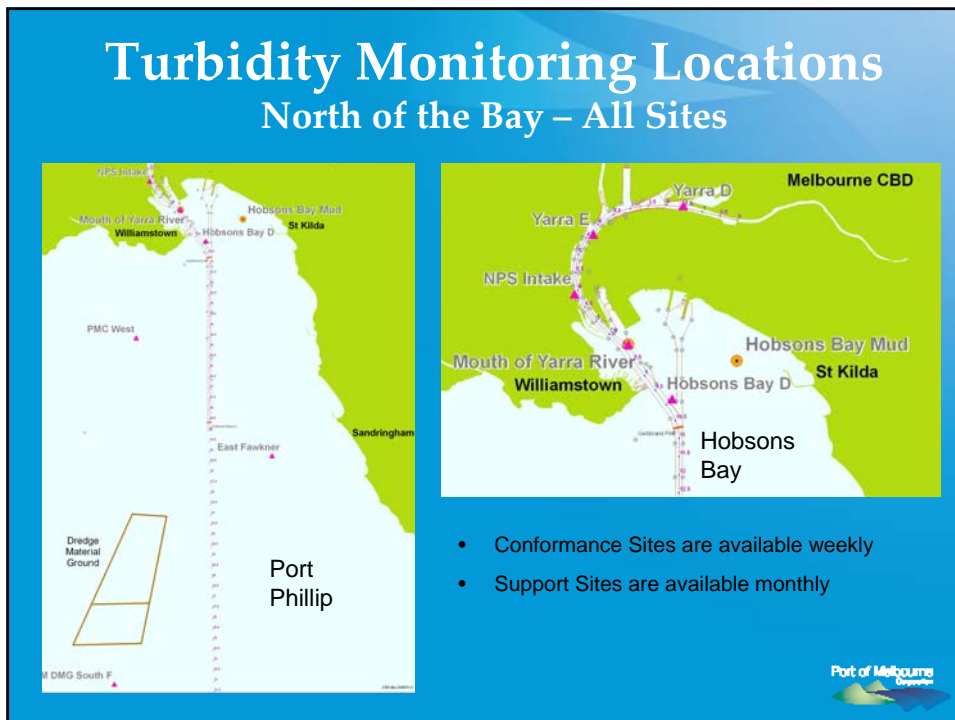 Turbidity Monitoring Locations
North of the Bay – All Sites
NPS Intake
Mouth of Yarra River
Hobsons Bay Mud
Williamstown
Hobsons Bay D
St Kilda
PMC West
Sandringham
East Fawkner
Dredge
Material
Ground
Port
Phillip
M DMG South F
Melbourne CBD
Yarra D
Yarra E
NPS Intake
Hobsons Bay Mud
Mouth of Yarra River
St Kilda
Williamstown
Hobsons Bay D
Hobsons
Bay
• Conformance Sites are available weekly
• Support Sites are available monthly
Port of Melbourne
Corporation